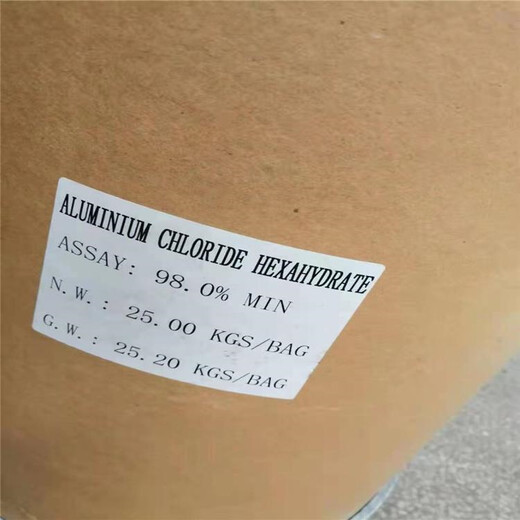 ALUMINIUM CHLORIDE HEXAHYDRATE
ASSAY: 98.0% MIN
N.W.: 25.00 KGS/BAG
G.W.: 25.20 KGS/BAG